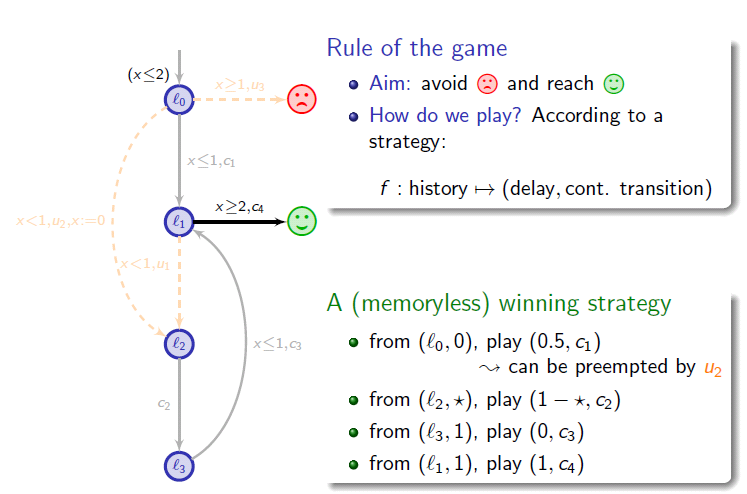 (x≤2)
ℓ0
x≥1,u3
x≤1,c1
x<1,u2,x:=0
ℓ1
x≥2,c4
x<1,u1
ℓ2
x≤1,c3
c2
ℓ3
Rule of the game
Aim: avoid and reach
How do we play? According to a
strategy:
f : history ↦ (delay, cont. transition)
A (memoryless) winning strategy
from (ℓ0, 0), play (0.5, c1)
⇝ can be preempted by u2
from (ℓ2, ⋆), play (1 − ⋆, c2)
from (ℓ3, 1), play (0, c3)
from (ℓ1, 1), play (1, c4)